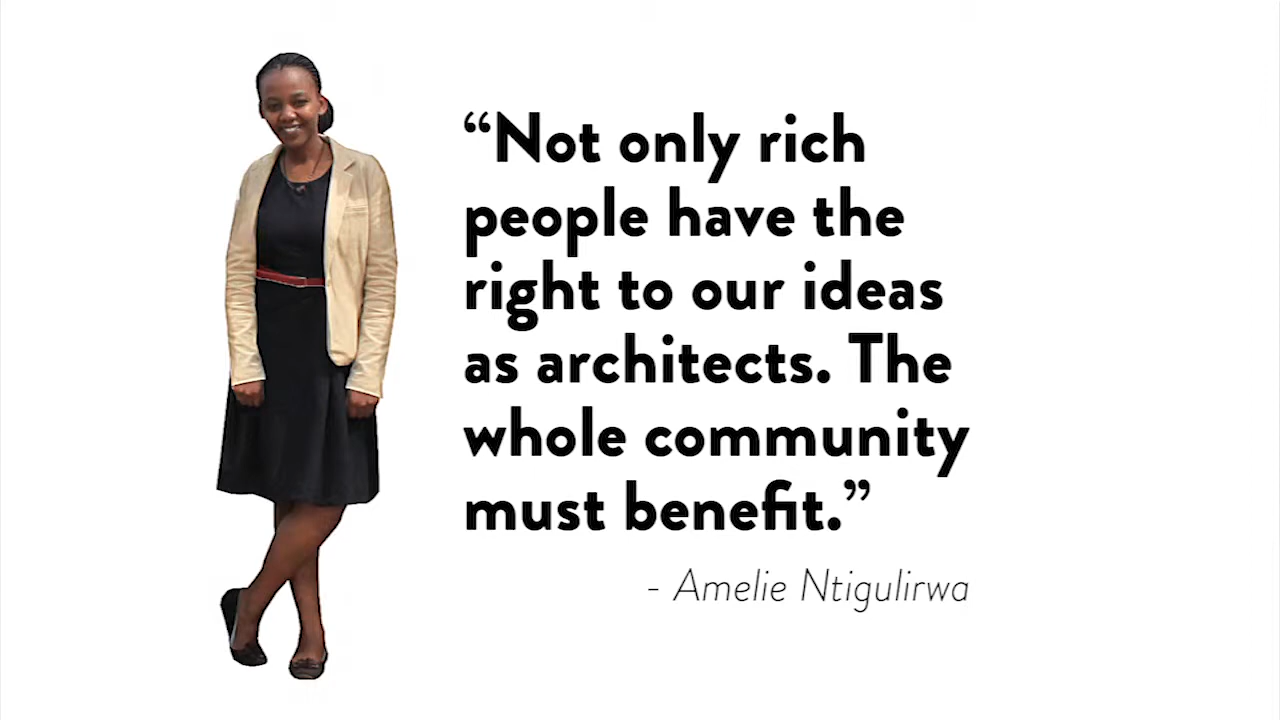 “Not only rich
people have the
right to our ideas
as architects. The
whole community
must benefit.”
- Amelie Ntigulirwa